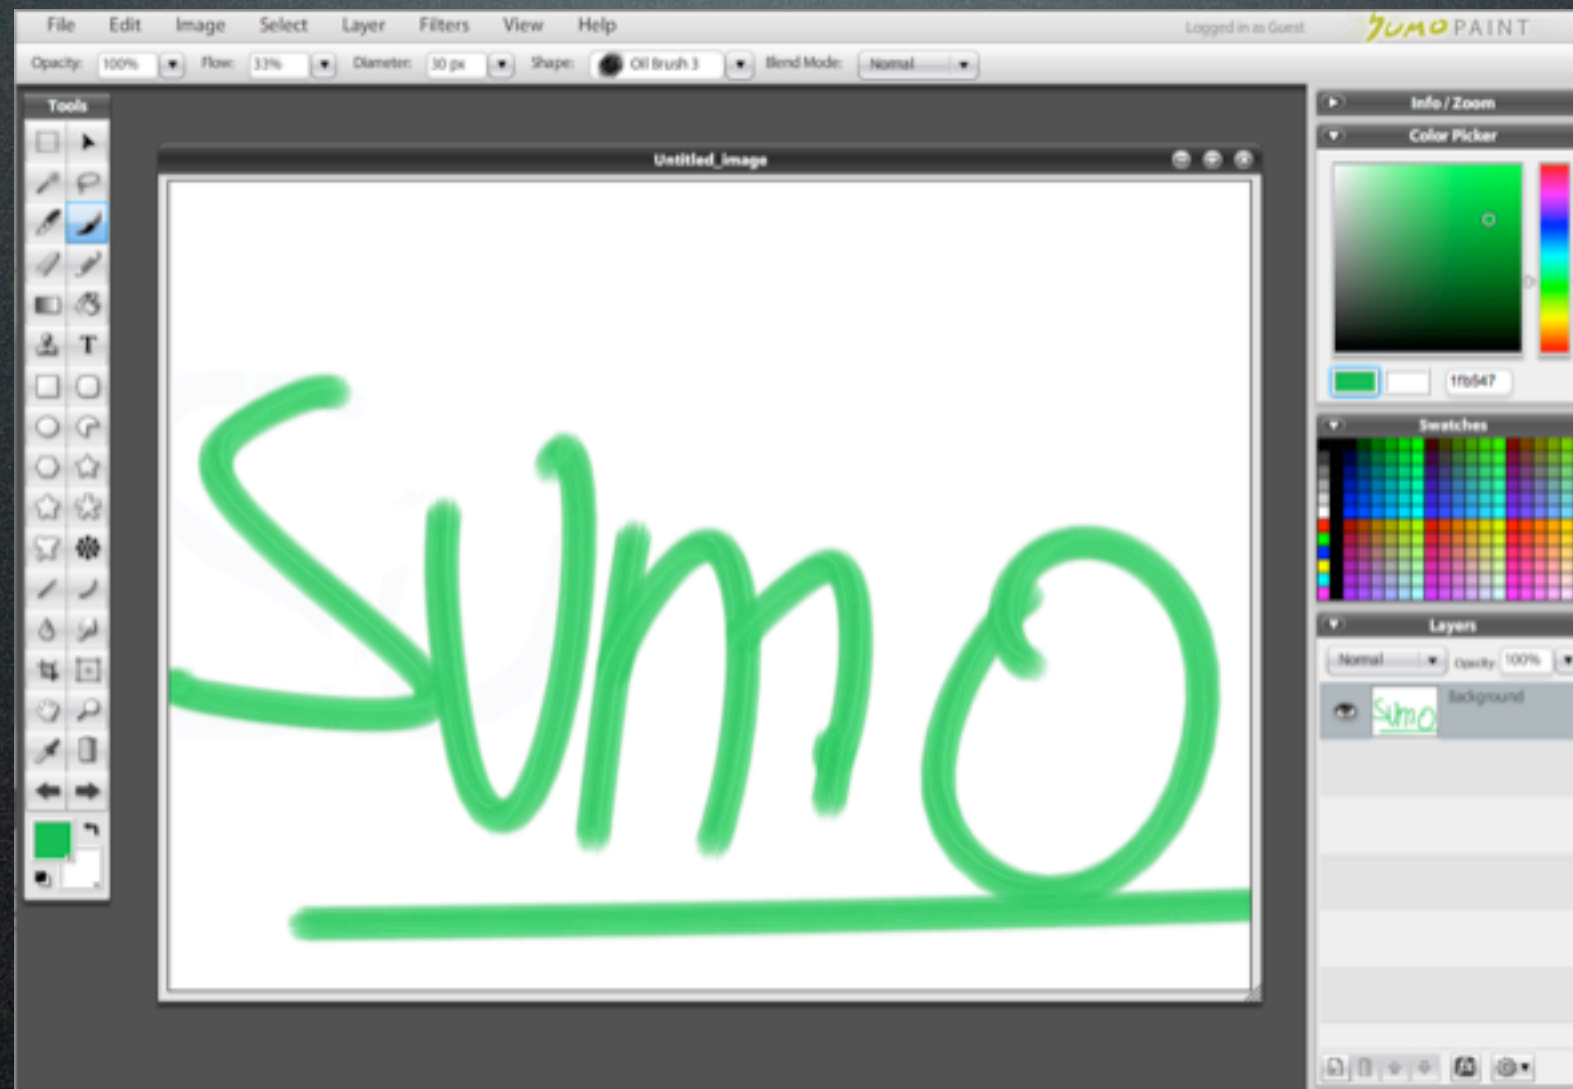 File Edit Image Select Layer Filters View Help Logged in as Guest SUMO PAINT
Opacity: 100% Flow: 33% Diameter: 30 px Shape: Oil Brush 3 Blend Mode: Normal
Tools
Info / Zoom
Color Picker
Untitled_image
T
1fb547
Swatches
Sumo
Layers
Normal Opacity: 100%
Background
Sumo